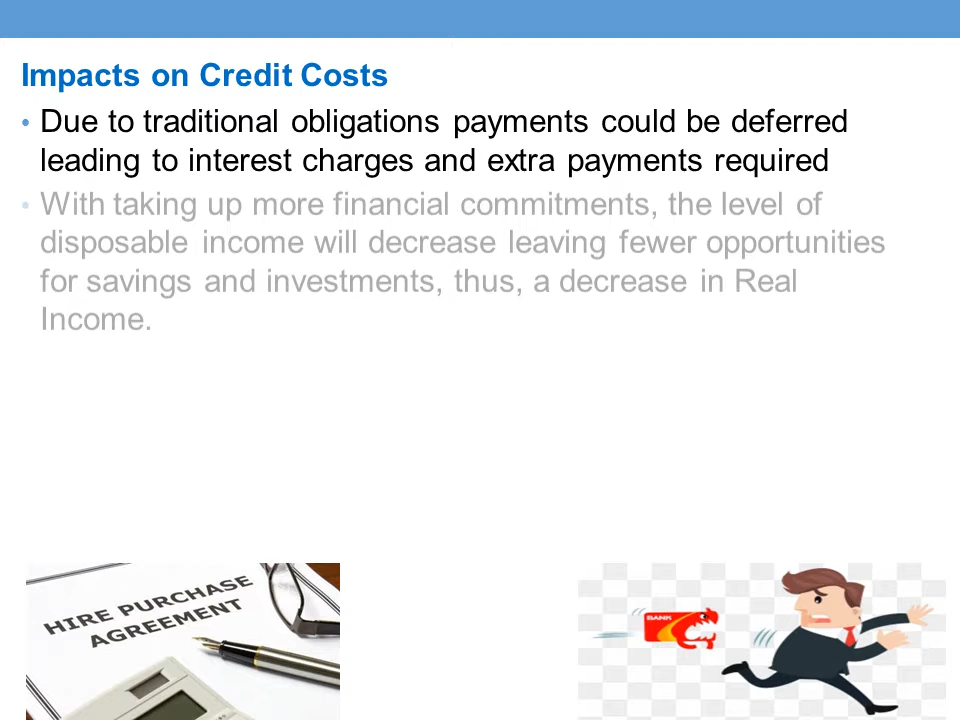 Impacts on Credit Costs
• Due to traditional obligations payments could be deferred
leading to interest charges and extra payments required
• With taking up more financial commitments, the level of
disposable income will decrease leaving fewer opportunities
for savings and investments, thus, a decrease in Real
Income.
HIRE PURCHASE
AGREEMENT
BANK